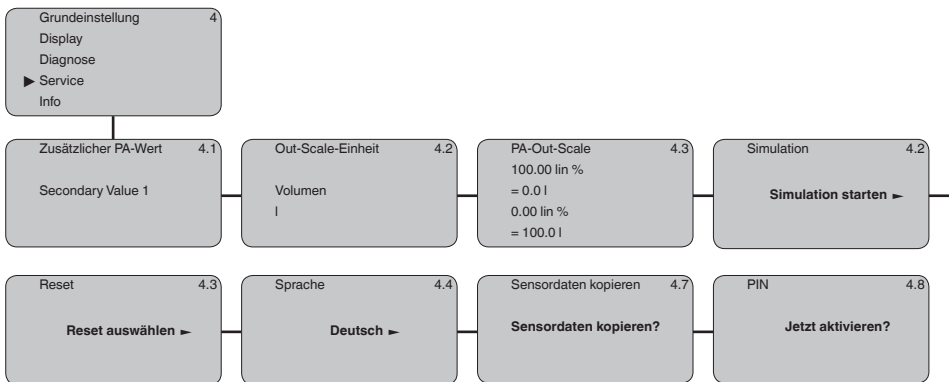 Grundeinstellung 4
Display
Diagnose
▶ Service
Info
Zusätzlicher PA-Wert 4.1
Secondary Value 1
Out-Scale-Einheit 4.2
Volumen
l
PA-Out-Scale 4.3
100.00 lin %
= 0.0 l
0.00 lin %
= 100.0 l
Simulation 4.2
Simulation starten ►
Reset 4.3
Reset auswählen ►
Sprache 4.4
Deutsch ►
Sensordaten kopieren 4.7
Sensordaten kopieren?
PIN 4.8
Jetzt aktivieren?